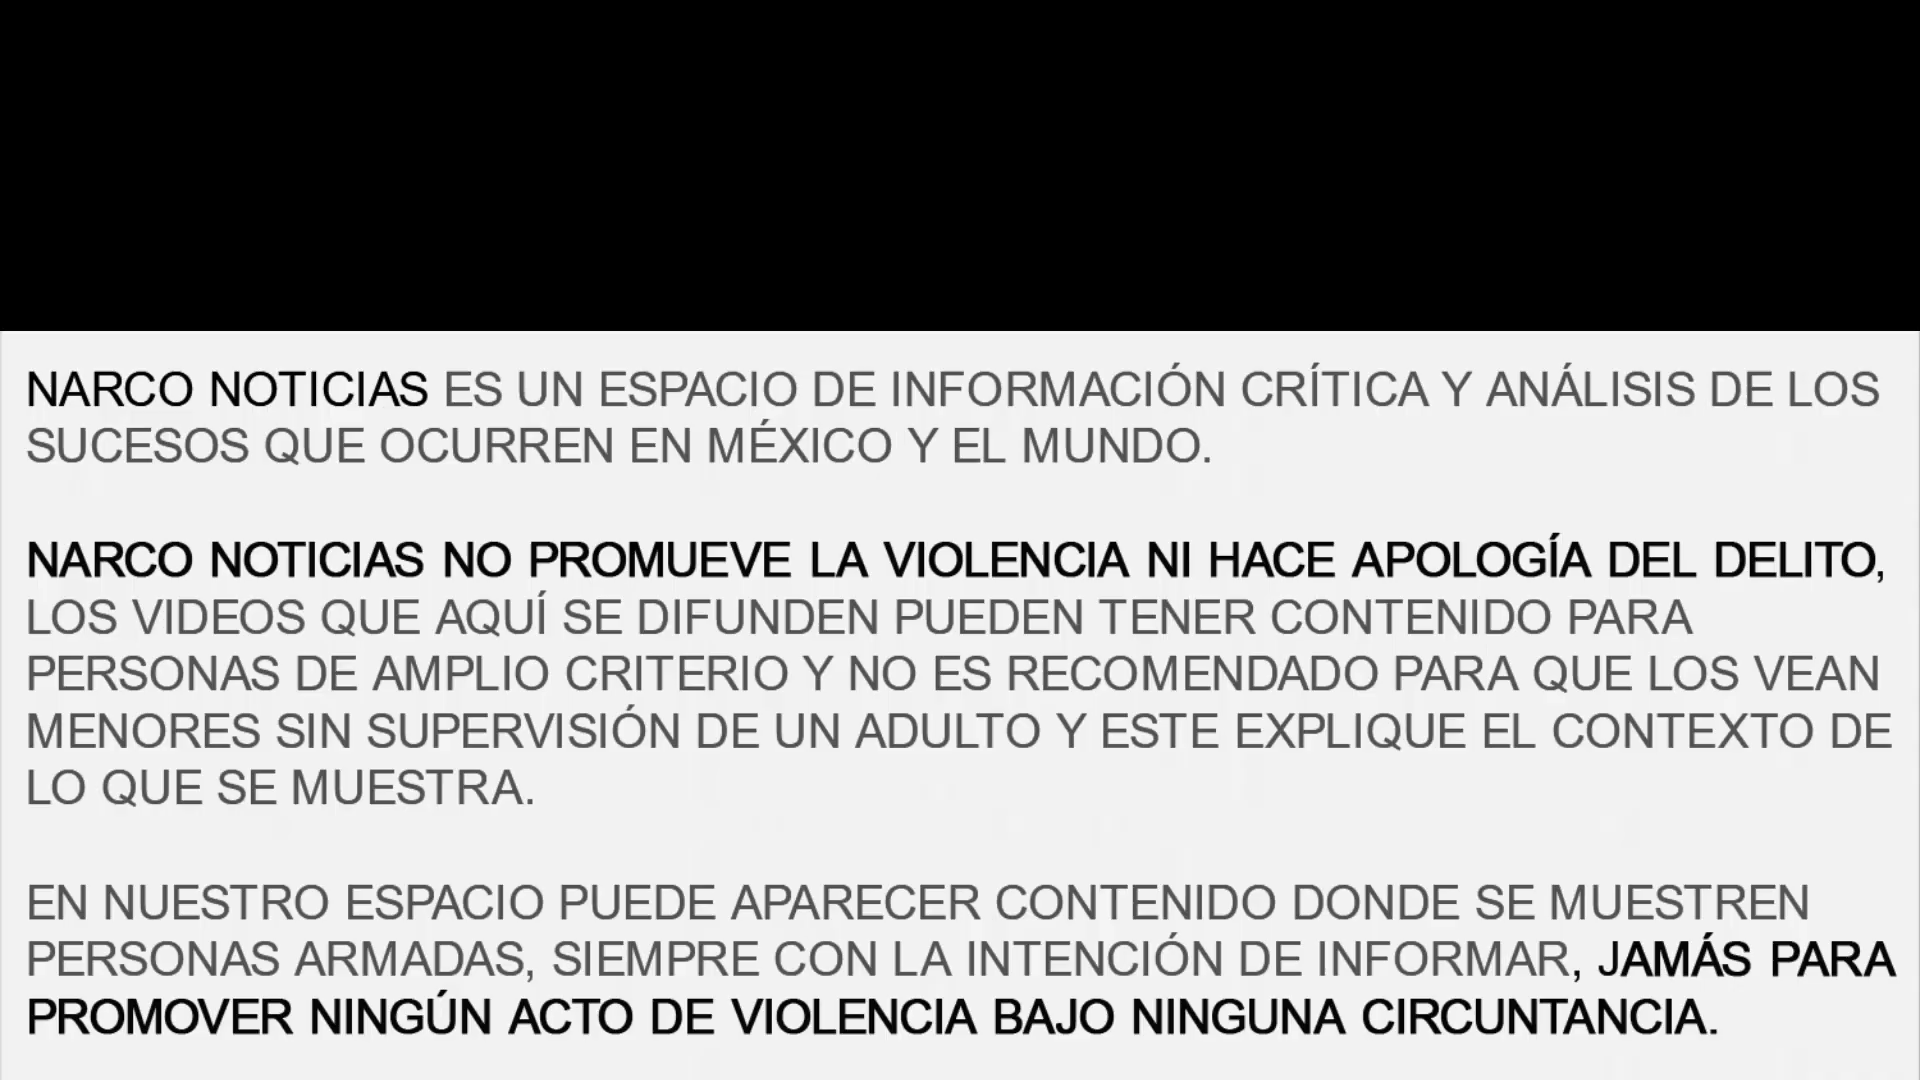 NARCO NOTICIAS ES UN ESPACIO DE INFORMACIÓN CRÍTICA Y ANÁLISIS DE LOS
SUCESOS QUE OCURREN EN MÉXICO Y EL MUNDO.
NARCO NOTICIAS NO PROMUEVE LA VIOLENCIA NI HACE APOLOGÍA DEL DELITO,
LOS VIDEOS QUE AQUÍ SE DIFUNDEN PUEDEN TENER CONTENIDO PARA
PERSONAS DE AMPLIO CRITERIO Y NO ES RECOMENDADO PARA QUE LOS VEAN
MENORES SIN SUPERVISIÓN DE UN ADULTO Y ESTE EXPLIQUE EL CONTEXTO DE
LO QUE SE MUESTRA.
EN NUESTRO ESPACIO PUEDE APARECER CONTENIDO DONDE SE MUESTREN
PERSONAS ARMADAS, SIEMPRE CON LA INTENCIÓN DE INFORMAR, JAMÁS PARA
PROMOVER NINGÚN ACTO DE VIOLENCIA BAJO NINGUNA CIRCUNTANCIA.